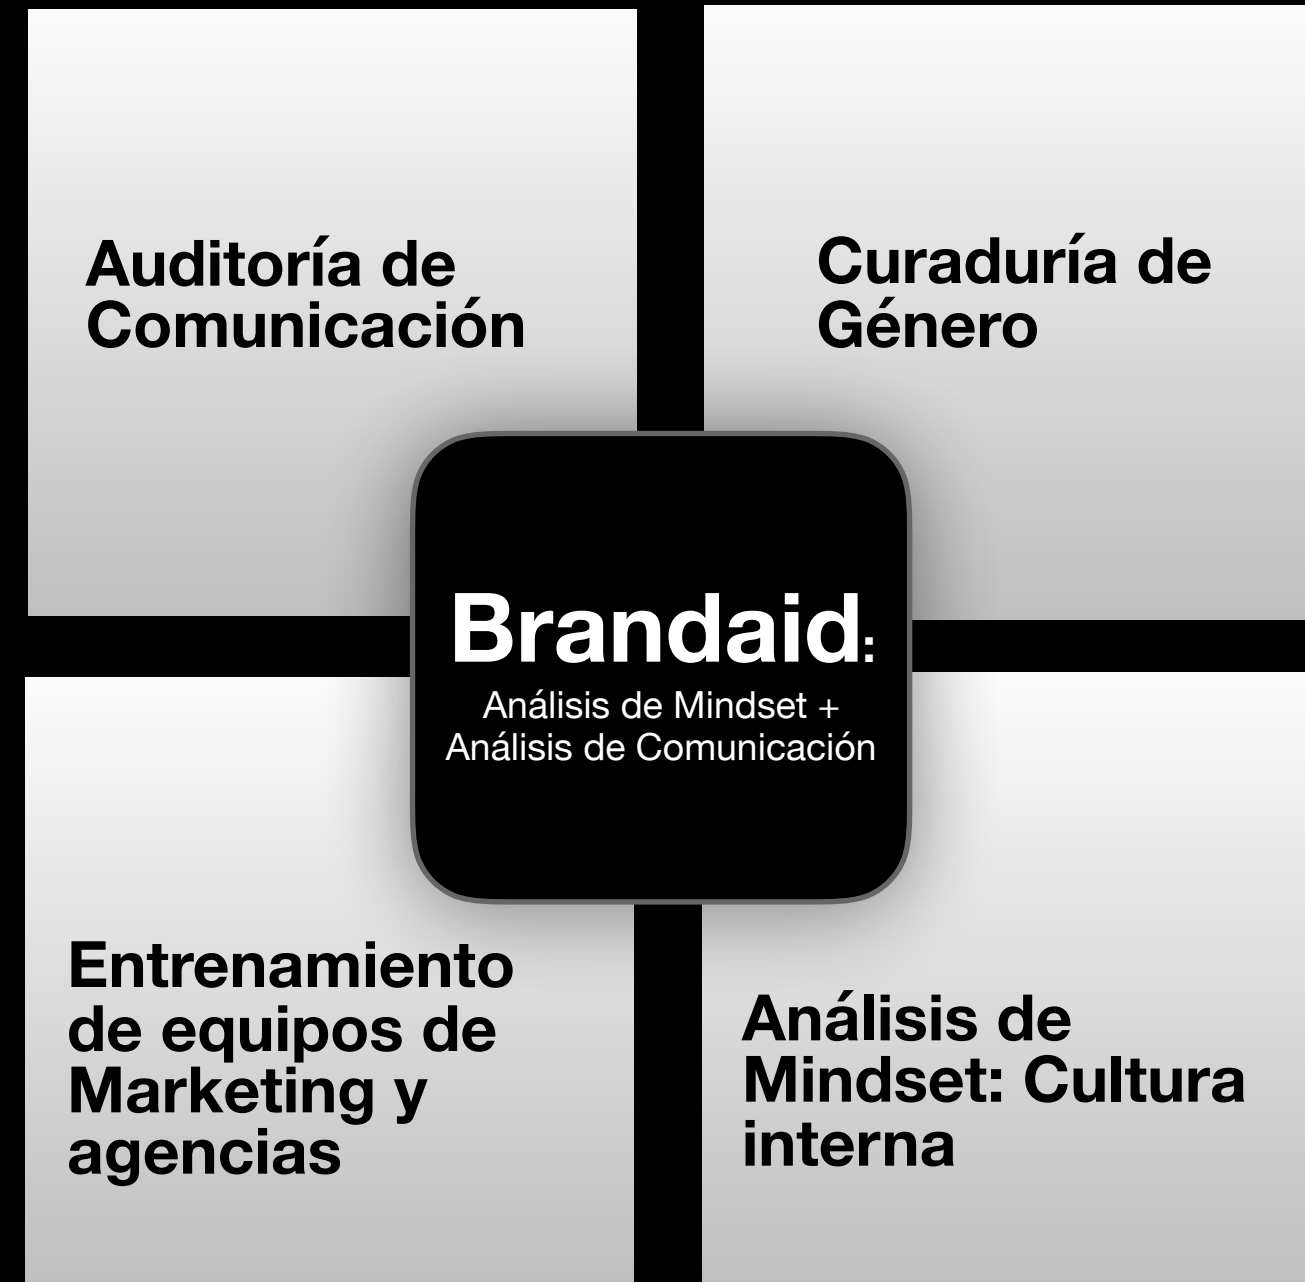 Auditoría de
Comunicación
Curaduría de
Género
Brandaid:
Análisis de Mindset +
Análisis de Comunicación
Entrenamiento
de equipos de
Marketing y
agencias
Análisis de
Mindset: Cultura
interna